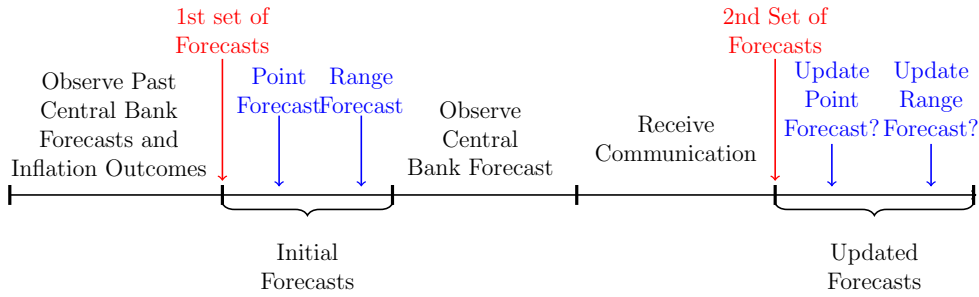 1st set of
Forecasts
2nd Set of
Forecasts
Observe Past
Central Bank
Forecasts and
Inflation Outcomes
Point
Forecast
Range
Forecast
Observe
Central
Bank Forecast
Receive
Communication
Update
Point
Forecast?
Update
Range
Forecast?
Initial
Forecasts
Updated
Forecasts